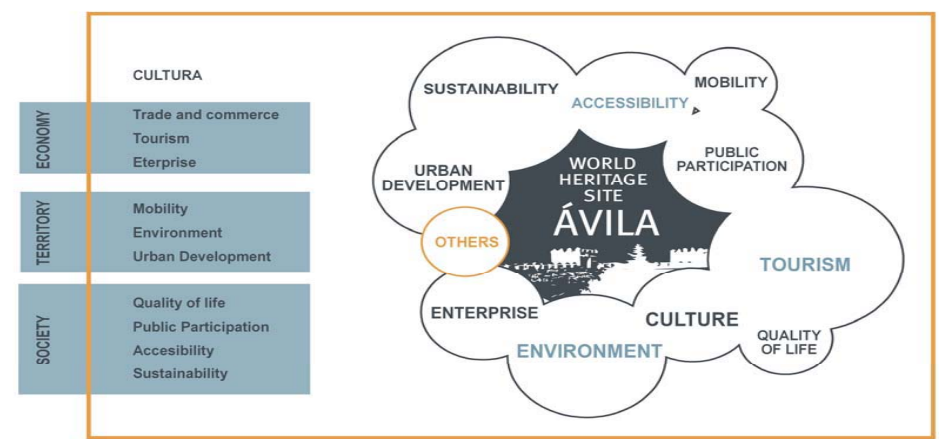 CULTURA
ECONOMY
Trade and commerce
Tourism
Eterprise
TERRITORY
Mobility
Environment
Urban Development
SOCIETY
Quality of life
Public Participation
Accesibility
Sustainability
SUSTAINABILITY
ACCESSIBILITY
MOBILITY
URBAN
DEVELOPMENT
WORLD
HERITAGE
SITE
ÁVILA
PUBLIC
PARTICIPATION
OTHERS
TOURISM
ENTERPRISE
CULTURE
ENVIRONMENT
QUALITY
OF LIFE